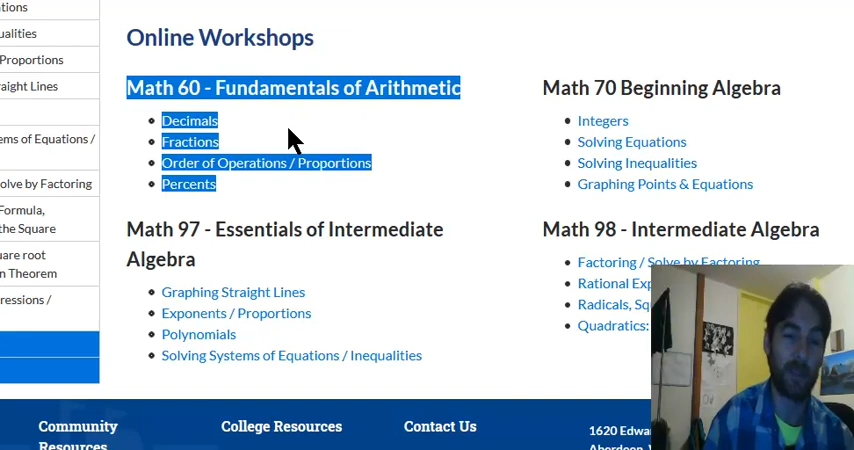 tions
ualities
Proportions
raight Lines
ems of Equations /
olve by Factoring
Formula,
the Square
uare root
n Theorem
ressions /
Online Workshops
Math 60 - Fundamentals of Arithmetic
Decimals
Fractions
Order of Operations / Proportions
Percents
Math 70 Beginning Algebra
Integers
Solving Equations
Solving Inequalities
Graphing Points & Equations
Math 97 - Essentials of Intermediate
Algebra
Graphing Straight Lines
Exponents / Proportions
Polynomials
Solving Systems of Equations / Inequalities
Math 98 - Intermediate Algebra
Factoring / Solve by Factoring
Rational Exp
Radicals, Sq
Quadratics:
Community
Resources
College Resources
Contact Us
1620 Edwa
Aberdeen,